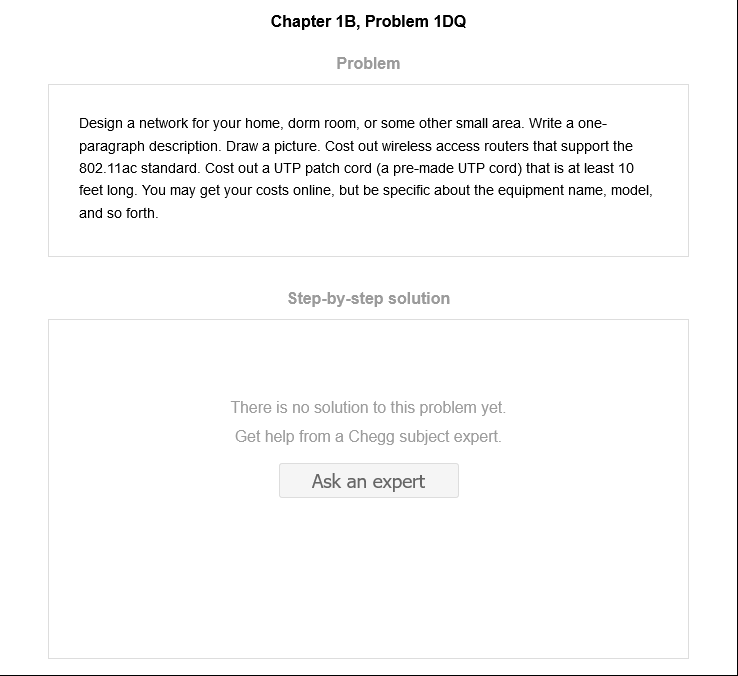 Chapter 1B, Problem 1DQ
Problem
Design a network for your home, dorm room, or some other small area. Write a one-
paragraph description. Draw a picture. Cost out wireless access routers that support the
802.11ac standard. Cost out a UTP patch cord (a pre-made UTP cord) that is at least 10
feet long. You may get your costs online, but be specific about the equipment name, model,
and so forth.
Step-by-step solution
There is no solution to this problem yet.
Get help from a Chegg subject expert.
Ask an expert